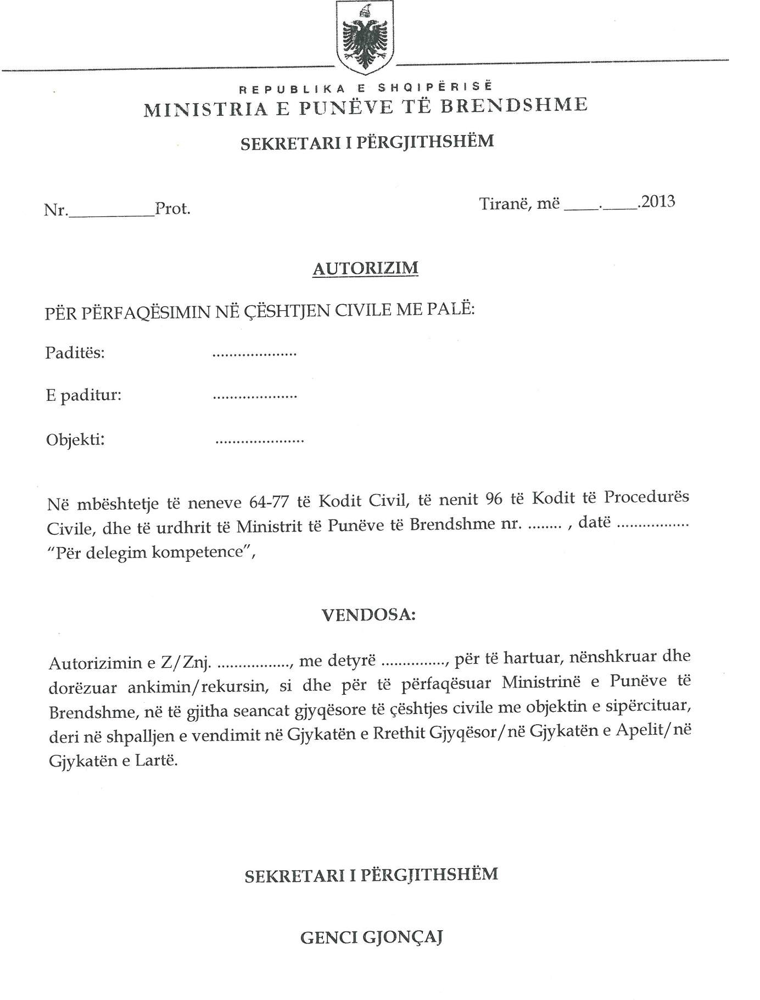 REPUBLIKA E SHQIPËRISË
MINISTRIA E PUNËVE TË BRENDSHME
SEKRETARI I PËRGJITHSHËM
Nr.__________Prot. Tiranë, më ____.____.2013
AUTORIZIM
PËR PËRFAQËSIMIN NË ÇËSHTJEN CIVILE ME PALË:
Paditës: ....................
E paditur: ....................
Objekti: .....................
Në mbështetje të neneve 64-77 të Kodit Civil, të nenit 96 të Kodit të Procedurës
Civile, dhe të urdhrit të Ministrit të Punëve të Brendshme nr. ........ , datë .................
“Për delegim kompetence”,
VENDOSA:
Autorizimin e Z/Znj. ................., me detyrë ..............., për të hartuar, nënshkruar dhe
dorëzuar ankimin/rekursin, si dhe për të përfaqësuar Ministrinë e Punëve të
Brendshme, në të gjitha seancat gjyqësore të çështjes civile me objektin e sipërcituar,
deri në shpalljen e vendimit në Gjykatën e Rrethit Gjyqësor/në Gjykatën e Apelit/në
Gjykatën e Lartë.
SEKRETARI I PËRGJITHSHËM
GENCI GJONÇAJ